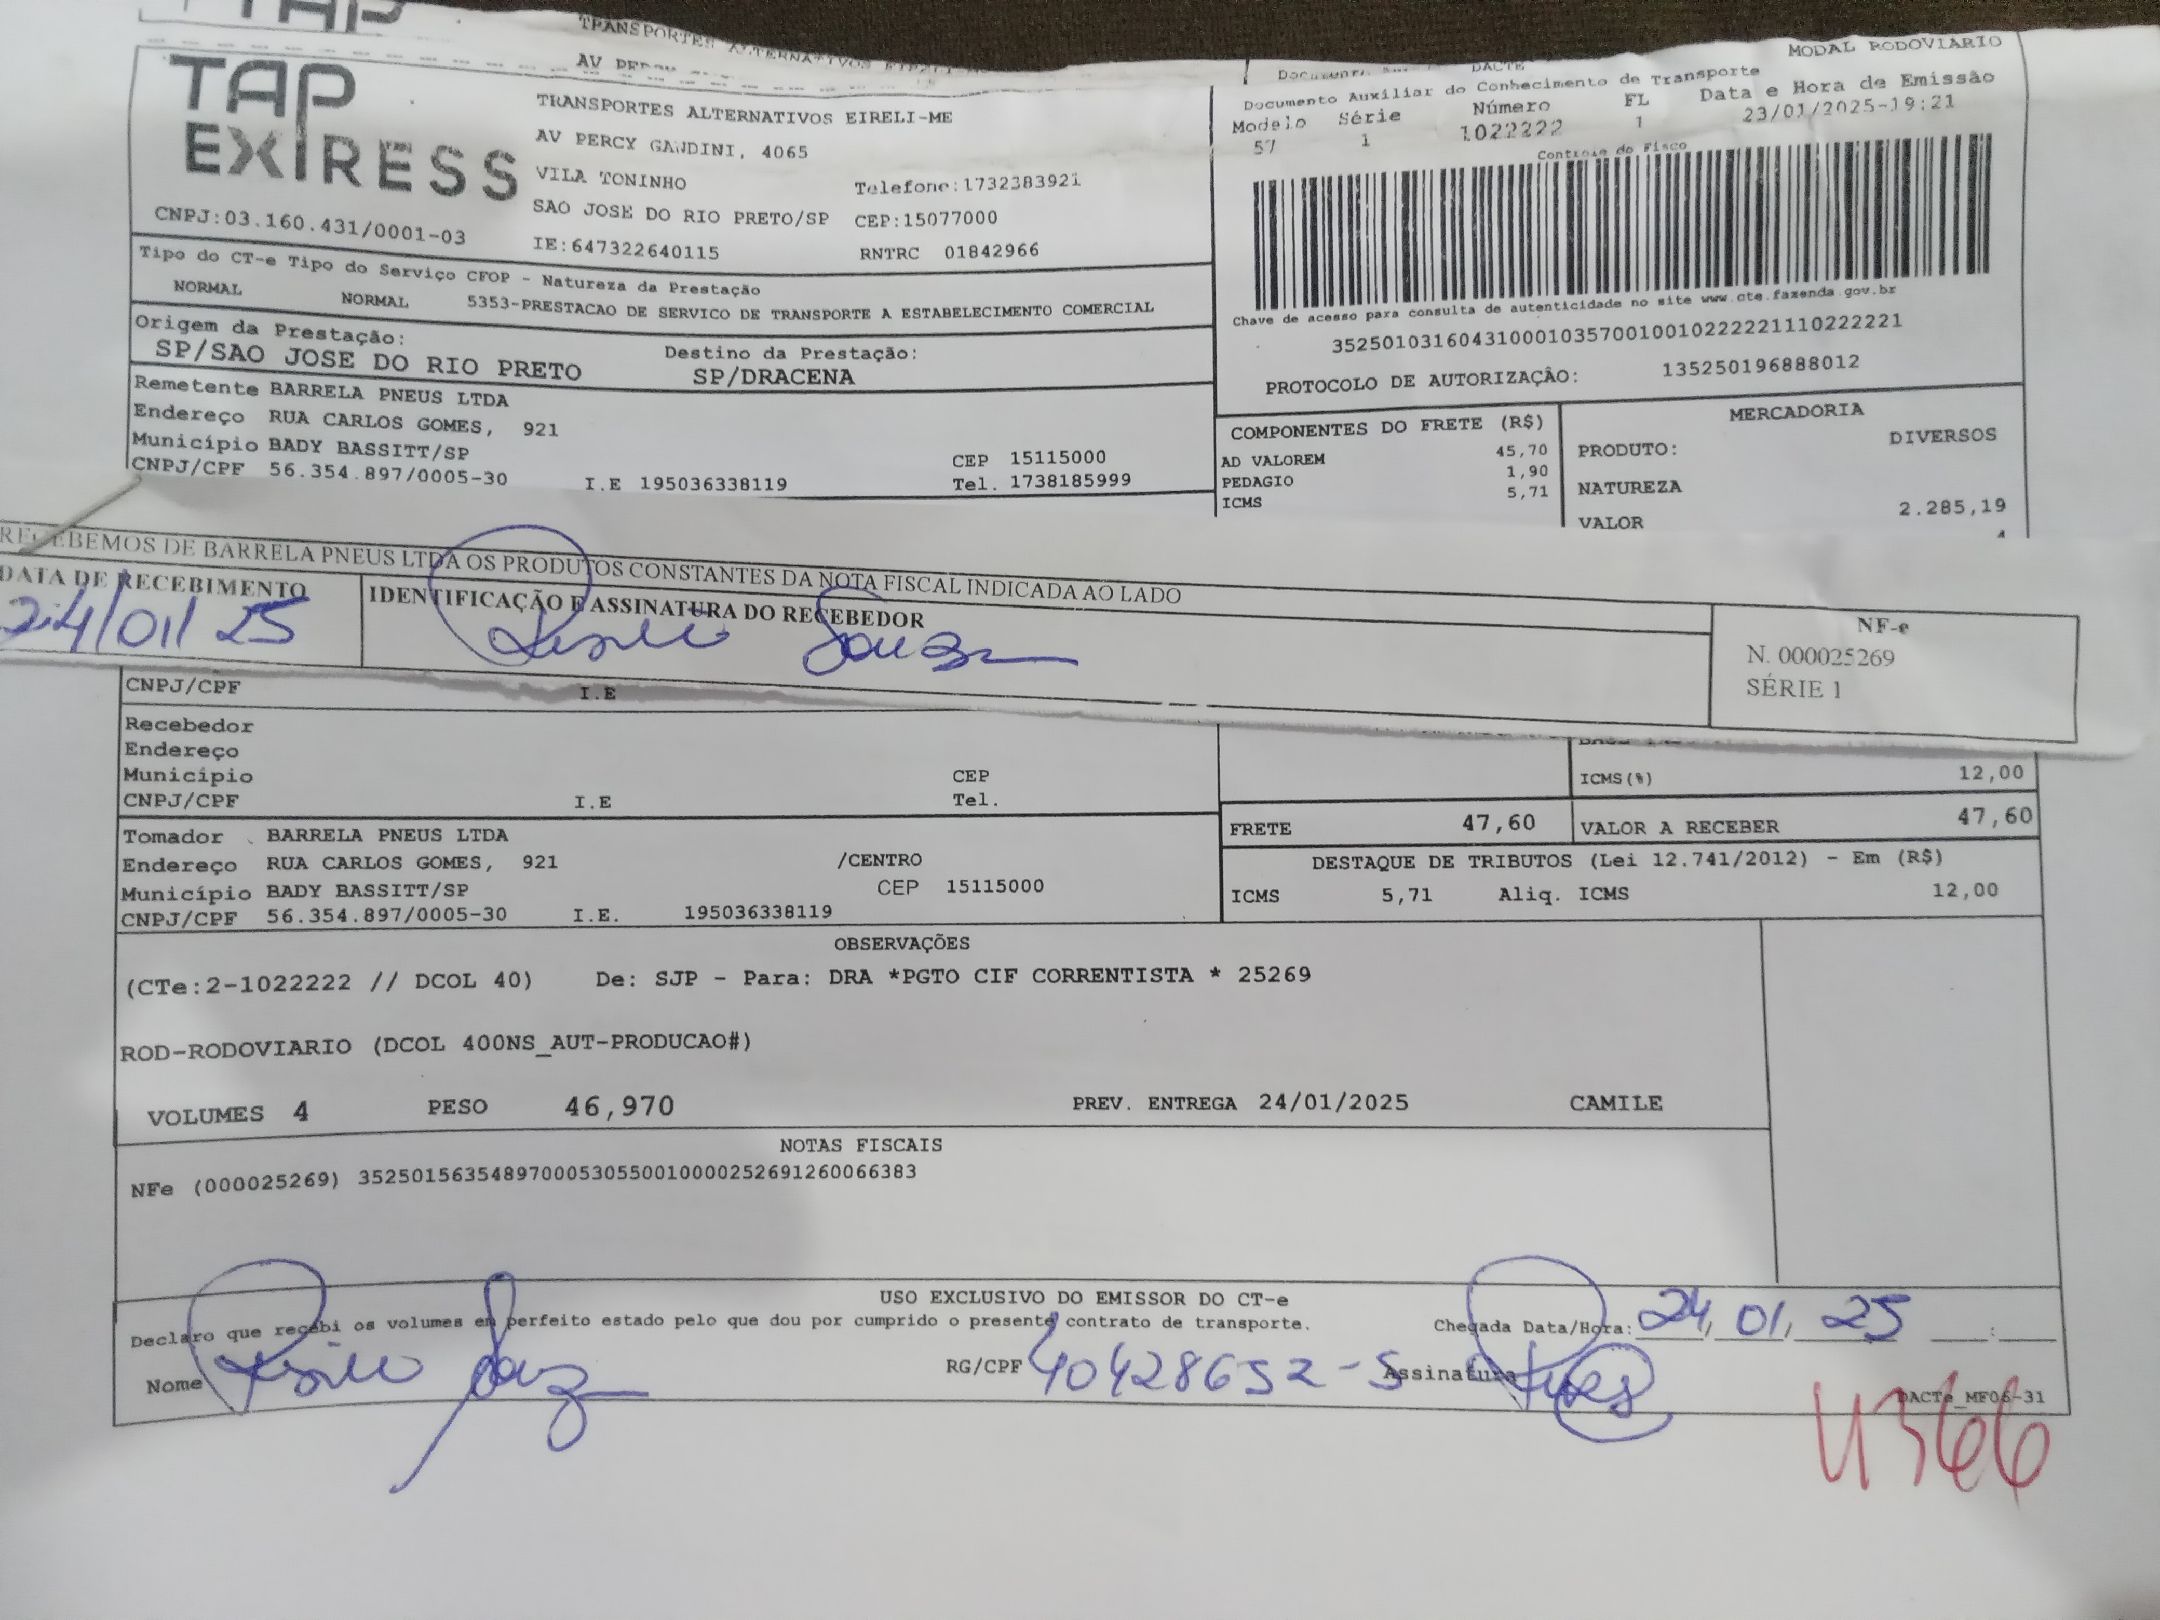 TRANSPORTES ALTERNATIVOS EIRELI
AV
TAP
EXPRESS
CNPJ:03.160.431/0001-03
TRANSPORTES ALTERNATIVOS EIRELI-ME
AV PERCY GANDINI, 4065
VILA TONINHO Telefone:1732383921
SAO JOSE DO RIO PRETO/SP CEP:15077000
IE:647322640115 RNTRC 01842966
DACTE MODAL RODOVIARIO
Documento Auxiliar do Conhecimento de Transporte
Modelo Série Número FL Data e Hora de Emissão
57 1 1022222 1 23/01/2025-19:21
Controle do Fisco
Chave de acesso para consulta de autenticidade no site www.cte.fazenda.gov.br
35250103160431000103570010010222221110222221
PROTOCOLO DE AUTORIZAÇÃO: 135250196888012
Tipo do CT-e Tipo do Serviço CFOP - Natureza da Prestação
NORMAL NORMAL 5353-PRESTACAO DE SERVICO DE TRANSPORTE A ESTABELECIMENTO COMERCIAL
Origem da Prestação: Destino da Prestação:
SP/SAO JOSE DO RIO PRETO SP/DRACENA
Remetente BARRELA PNEUS LTDA
Endereço RUA CARLOS GOMES, 921
Município BADY BASSITT/SP CEP 15115000
CNPJ/CPF 56.354.897/0005-30 I.E 195036338119 Tel. 1738185999
COMPONENTES DO FRETE (R$)
AD VALOREM 45,70
PEDAGIO 1,90
ICMS 5,71
MERCADORIA
PRODUTO: DIVERSOS
NATUREZA
VALOR 2.285,19
RECEBEMOS DE BARRELA PNEUS LTDA OS PRODUTOS CONSTANTES DA NOTA FISCAL INDICADA AO LADO
DATA DE RECEBIMENTO IDENTIFICAÇÃO E ASSINATURA DO RECEBEDOR
24/01/25 Souza
NF-e
N. 000025269
SÉRIE 1
CNPJ/CPF I.E
Recebedor
Endereço
Município CEP
CNPJ/CPF I.E Tel.
ICMS(%) 12,00
FRETE 47,60 VALOR A RECEBER 47,60
Tomador BARRELA PNEUS LTDA
Endereço RUA CARLOS GOMES, 921 /CENTRO
Município BADY BASSITT/SP CEP 15115000
CNPJ/CPF 56.354.897/0005-30 I.E. 195036338119
DESTAQUE DE TRIBUTOS (Lei 12.741/2012) - Em (R$)
ICMS 5,71 Aliq. ICMS 12,00
OBSERVAÇÕES
(CTe:2-1022222 // DCOL 40) De: SJP - Para: DRA *PGTO CIF CORRENTISTA * 25269
ROD-RODOVIARIO (DCOL 400NS_AUT-PRODUCAO#)
VOLUMES 4 PESO 46,970 PREV. ENTREGA 24/01/2025 CAMILE
NOTAS FISCAIS
NFe (000025269) 35250156354897000530550010000252691260066383
USO EXCLUSIVO DO EMISSOR DO CT-e
Declaro que recebi os volumes em perfeito estado pelo que dou por cumprido o presente contrato de transporte. Chegada Data/Hora: 24, 01, 25 :
Nome RG/CPF 40428652-5 Assinatura
DACTe_MF06-31
4366